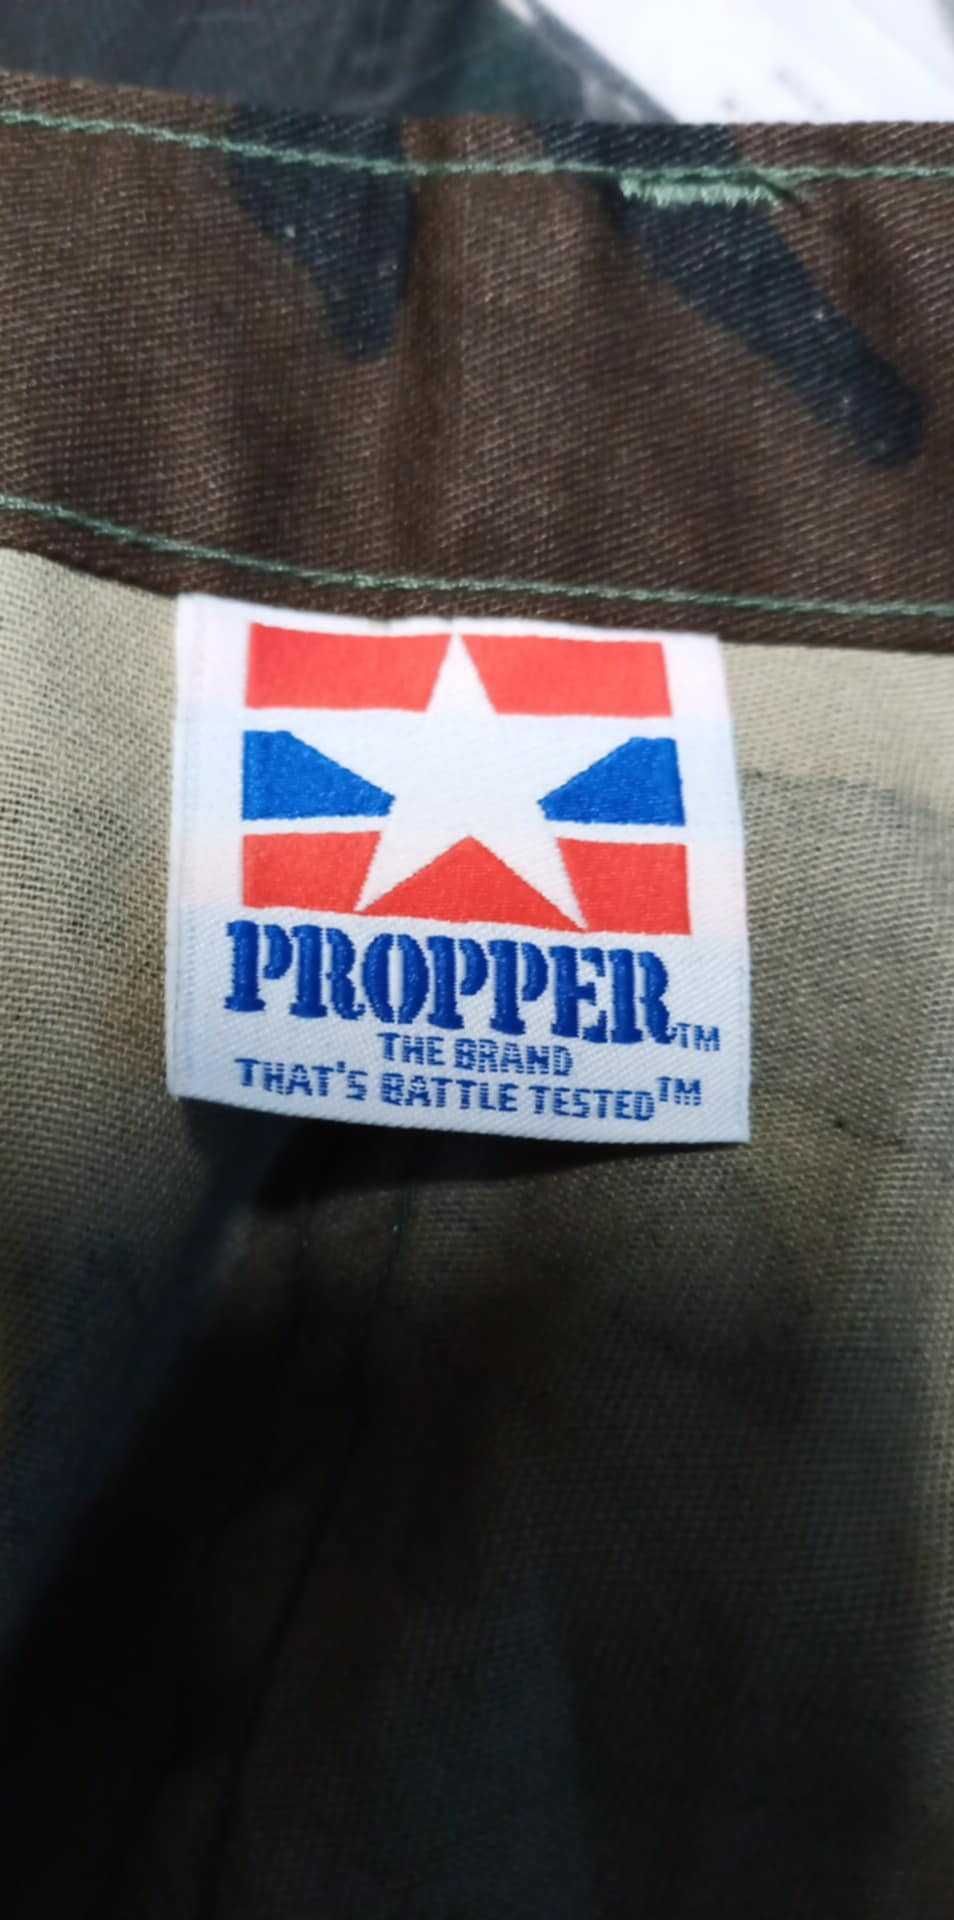 PROPPER™
THE BRAND
THAT'S BATTLE TESTED™